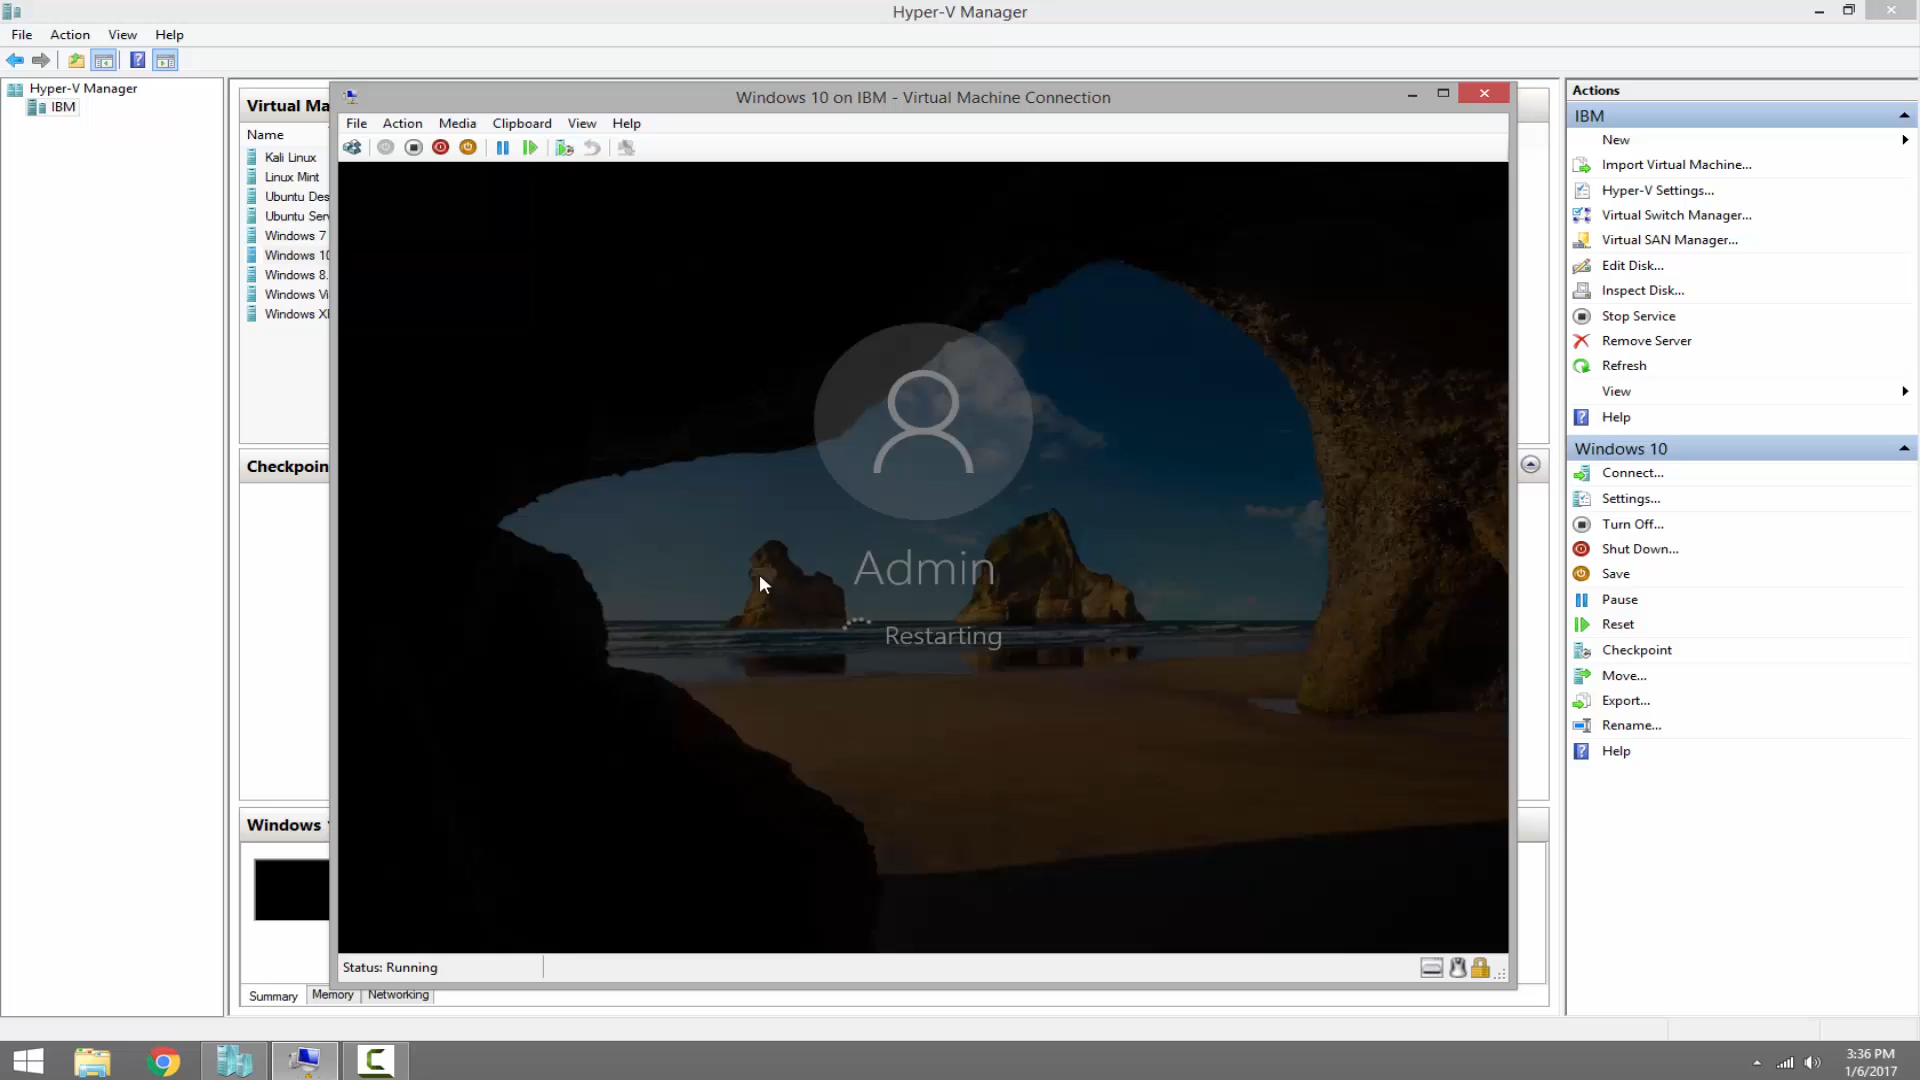 Hyper-V Manager
File Action View Help
Hyper-V Manager
IBM
Virtual Ma
Name
Kali Linux
Linux Mint
Ubuntu Des
Ubuntu Serv
Windows 7
Windows 10
Windows 8.
Windows Vi
Windows XP
Checkpoin
Windows 1
Summary Memory Networking
Windows 10 on IBM - Virtual Machine Connection
File Action Media Clipboard View Help
Admin
Restarting
Status: Running
Actions
IBM
New
Import Virtual Machine...
Hyper-V Settings...
Virtual Switch Manager...
Virtual SAN Manager...
Edit Disk...
Inspect Disk...
Stop Service
Remove Server
Refresh
View
Help
Windows 10
Connect...
Settings...
Turn Off...
Shut Down...
Save
Pause
Reset
Checkpoint
Move...
Export...
Rename...
Help
3:36 PM
1/6/2017